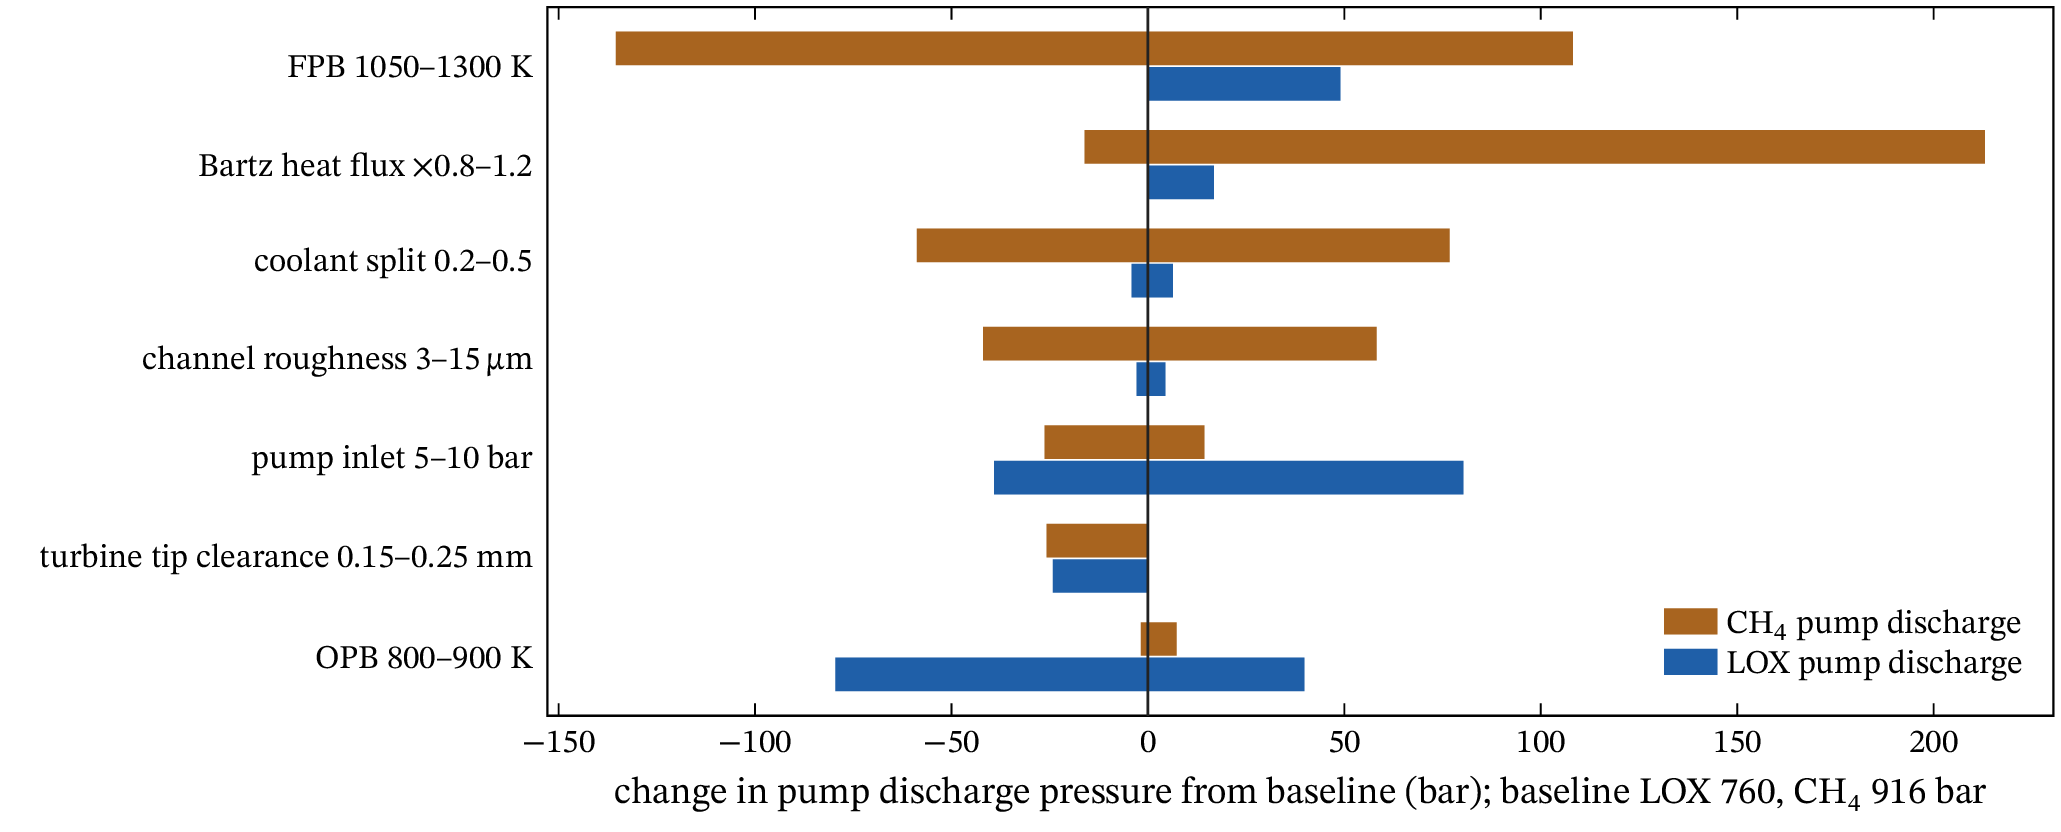 FPB 1050–1300 K
Bartz heat flux ×0.8–1.2
coolant split 0.2–0.5
channel roughness 3–15 μm
pump inlet 5–10 bar
turbine tip clearance 0.15–0.25 mm
OPB 800–900 K
CH₄ pump discharge
LOX pump discharge
−150 −100 −50 0 50 100 150 200
change in pump discharge pressure from baseline (bar); baseline LOX 760, CH₄ 916 bar